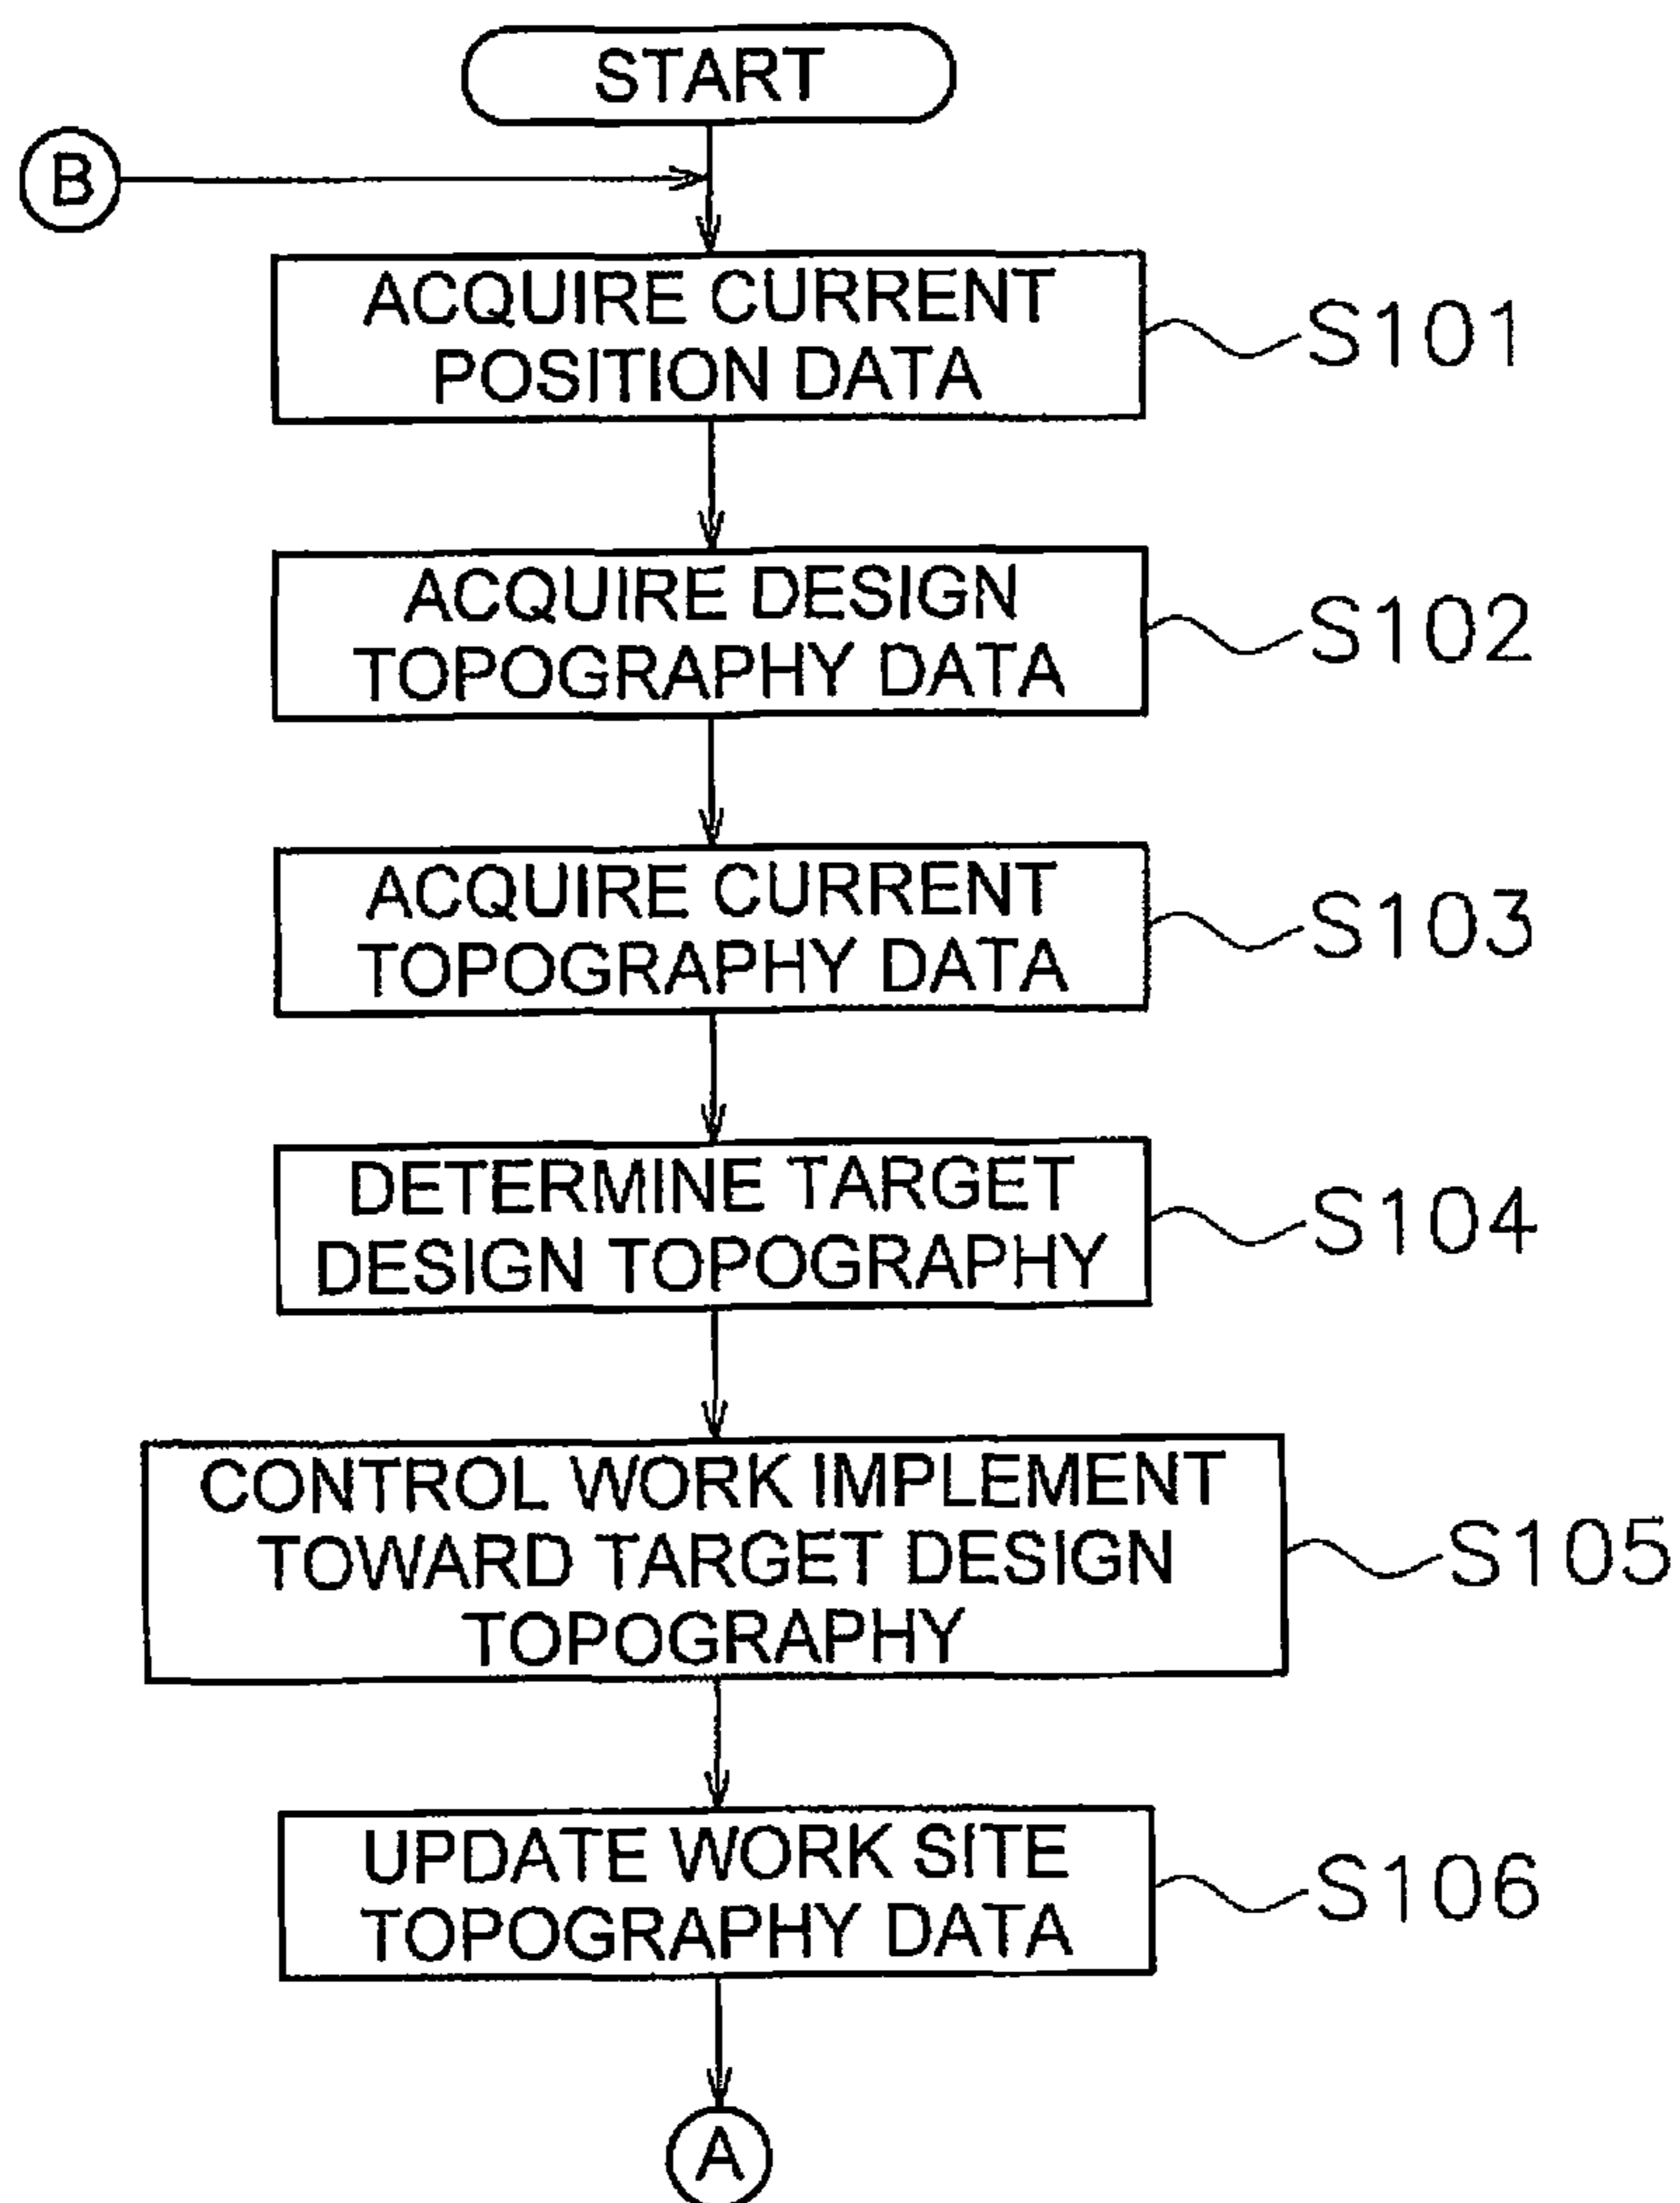 START
B
ACQUIRE CURRENT
POSITION DATA
S101
ACQUIRE DESIGN
TOPOGRAPHY DATA
S102
ACQUIRE CURRENT
TOPOGRAPHY DATA
S103
DETERMINE TARGET
DESIGN TOPOGRAPHY
S104
CONTROL WORK IMPLEMENT
TOWARD TARGET DESIGN
TOPOGRAPHY
S105
UPDATE WORK SITE
TOPOGRAPHY DATA
S106
A